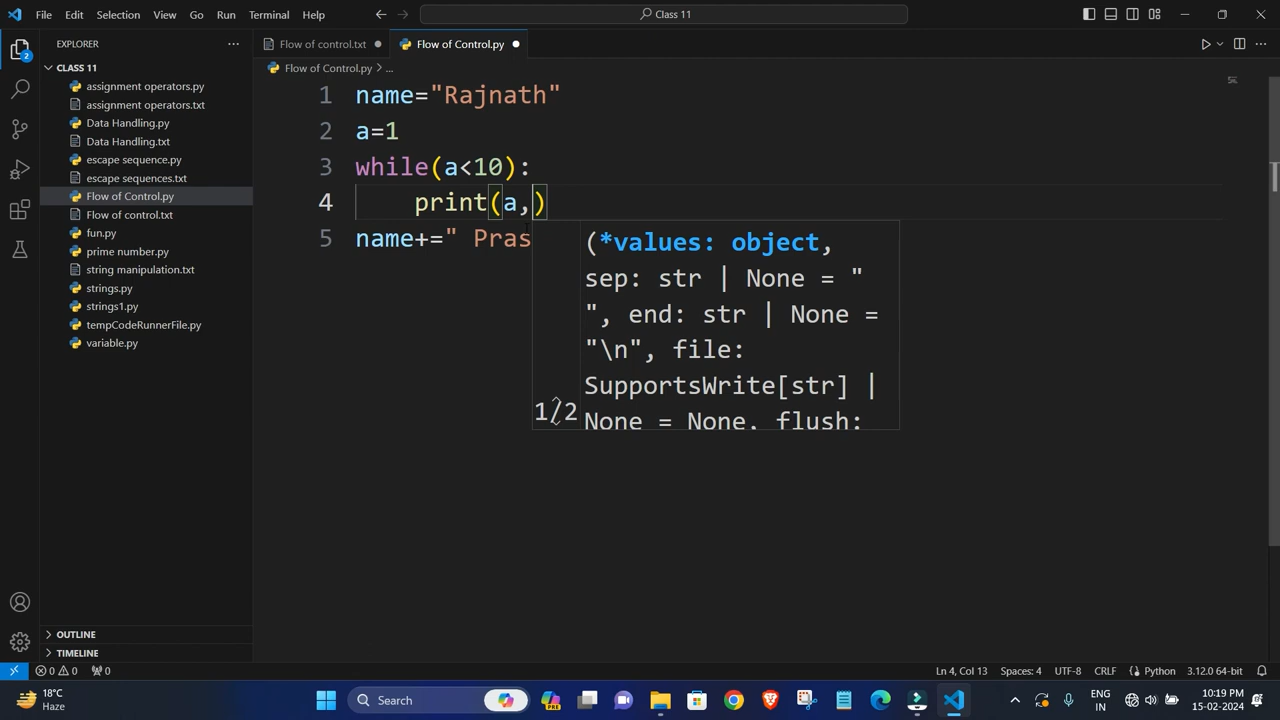 File Edit Selection View Go Run Terminal Help
Class 11
EXPLORER
Flow of control.txt
Flow of Control.py
CLASS 11
Flow of Control.py > ...
assignment operators.py
assignment operators.txt
Data Handling.py
Data Handling.txt
escape sequence.py
escape sequences.txt
Flow of Control.py
Flow of control.txt
fun.py
prime number.py
string manipulation.txt
strings.py
strings1.py
tempCodeRunnerFile.py
variable.py
1 name="Rajnath"
2 a=1
3 while(a<10):
4 print(a,)
5 name+=" Pras
(*values: object,
sep: str | None = "
", end: str | None =
"\n", file:
SupportsWrite[str] |
None = None, flush:
1/2
2
OUTLINE
TIMELINE
0 0 0
Ln 4, Col 13 Spaces: 4 UTF-8 CRLF Python 3.12.0 64-bit
18°C
Haze
Search
PRE
ENG
IN
10:19 PM
15-02-2024